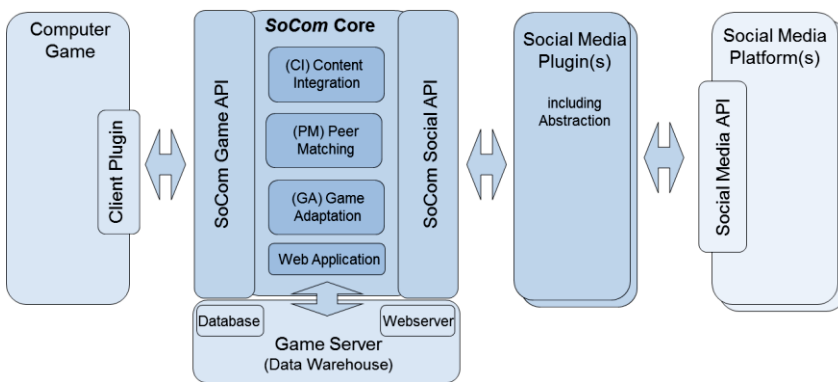 Computer
Game
Client Plugin
SoCom Game API
SoCom Core
(CI) Content
Integration
(PM) Peer
Matching
(GA) Game
Adaptation
Web Application
SoCom Social API
Database
Webserver
Game Server
(Data Warehouse)
Social Media
Plugin(s)
including
Abstraction
Social Media
Platform(s)
Social Media API